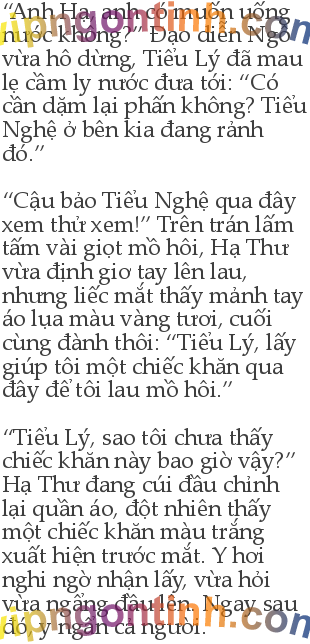 “Anh Hạ, anh có muốn uống
nước không?” Đạo diễn Ngô
vừa hô dừng, Tiểu Lý đã mau
lẹ cầm ly nước đưa tới: “Có
cần dặm lại phấn không? Tiểu
Nghệ ở bên kia đang rảnh
đó.”
“Cậu bảo Tiểu Nghệ qua đây
xem thử xem!” Trên trán lấm
tấm vài giọt mồ hôi, Hạ Thư
vừa định giơ tay lên lau,
nhưng liếc mắt thấy mảnh tay
áo lụa màu vàng tươi, cuối
cùng đành thôi: “Tiểu Lý, lấy
giúp tôi một chiếc khăn qua
đây để tôi lau mồ hôi.”
“Tiểu Lý, sao tôi chưa thấy
chiếc khăn này bao giờ vậy?”
Hạ Thư đang cúi đầu chỉnh
lại quần áo, đột nhiên thấy
một chiếc khăn màu trắng
xuất hiện trước mắt. Y hơi
nghi ngờ nhận lấy, vừa hỏi
vừa ngẩng đầu lên. Ngay sau
đó, y ngẩn cả người.